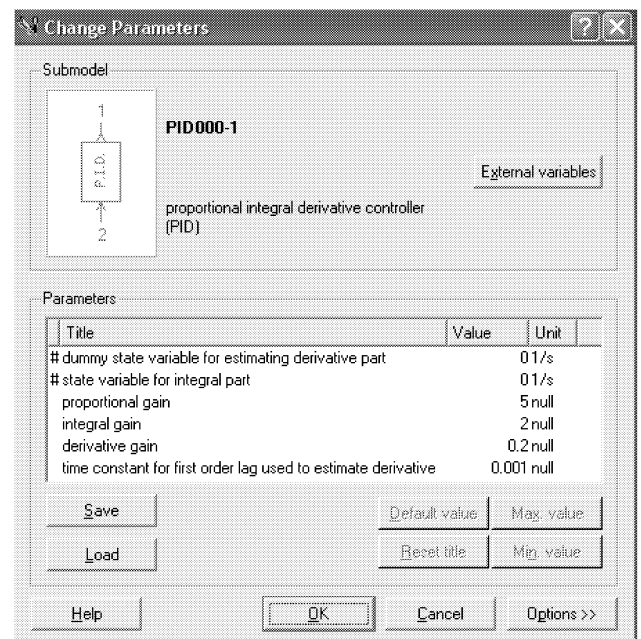 Change Parameters
Submodel
1
P.I.D.
2
PID000-1
External variables
proportional integral derivative controller
(PID)
Parameters
Title Value Unit
# dummy state variable for estimating derivative part 0 1/s
# state variable for integral part 0 1/s
proportional gain 5 null
integral gain 2 null
derivative gain 0.2 null
time constant for first order lag used to estimate derivative 0.001 null
Save Default value Max. value
Load Reset title Min. value
Help OK Cancel Options >>